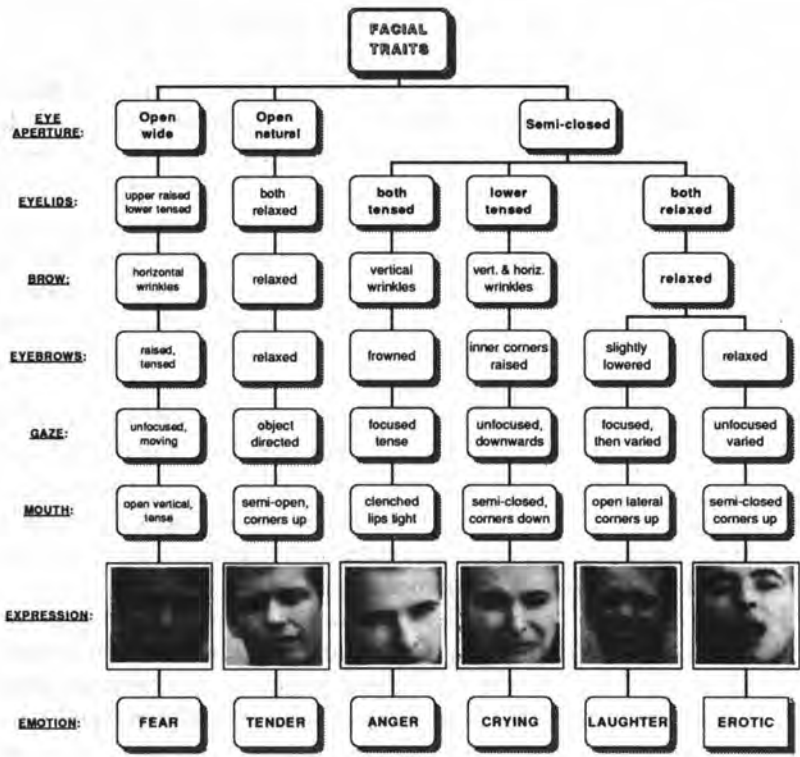 FACIAL
TRAITS
EYE
APERTURE:
Open
wide
Open
natural
Semi-closed
EYELIDS:
upper raised
lower tensed
both
relaxed
both
tensed
lower
tensed
both
relaxed
BROW:
horizontal
wrinkles
relaxed
vertical
wrinkles
vert. & horiz.
wrinkles
relaxed
EYEBROWS:
raised,
tensed
relaxed
frowned
inner corners
raised
slightly
lowered
relaxed
GAZE:
unfocused,
moving
object
directed
focused
tense
unfocused,
downwards
focused,
then varied
unfocused
varied
MOUTH:
open vertical,
tense
semi-open,
corners up
clenched
lips tight
semi-closed,
corners down
open lateral
corners up
semi-closed
corners up
EXPRESSION:
EMOTION:
FEAR
TENDER
ANGER
CRYING
LAUGHTER
EROTIC